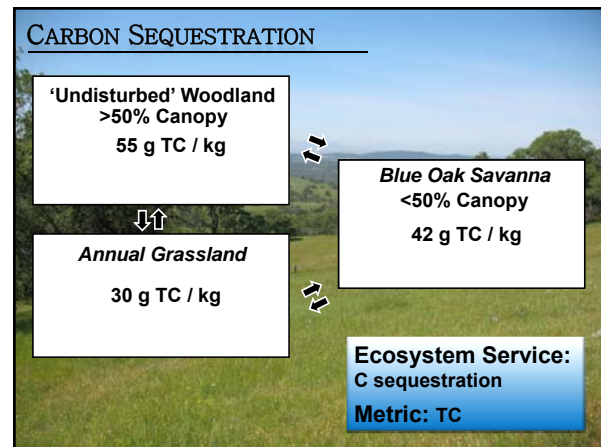 CARBON SEQUESTRATION
‘Undisturbed’ Woodland
>50% Canopy
55 g TC / kg
Blue Oak Savanna
<50% Canopy
42 g TC / kg
Annual Grassland
30 g TC / kg
Ecosystem Service:
C sequestration
Metric: TC